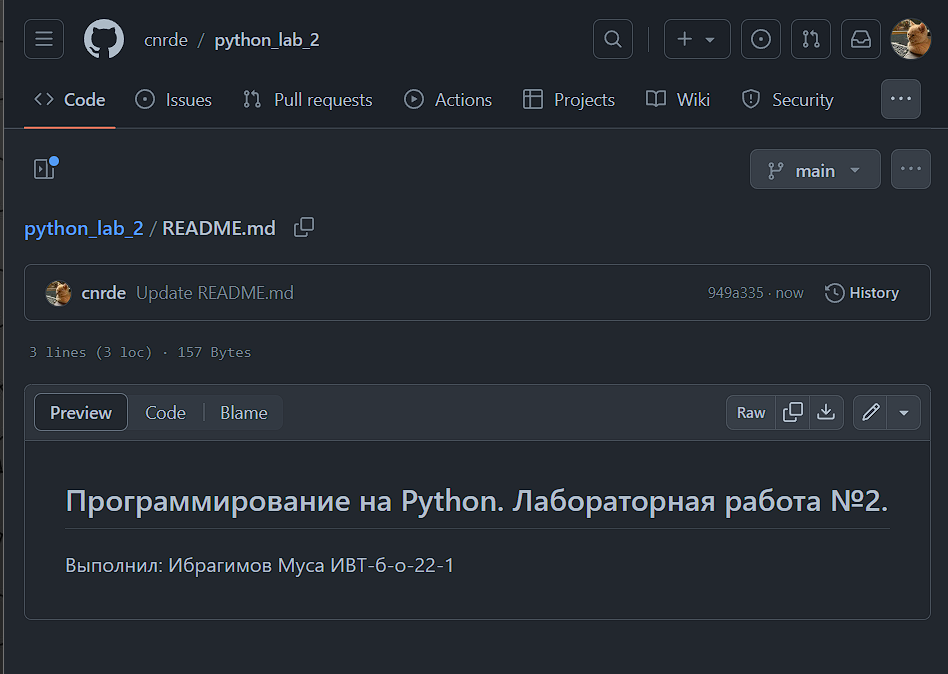 cnrde / python_lab_2
Code Issues Pull requests Actions Projects Wiki Security
main
python_lab_2 / README.md
cnrde Update README.md 949a335 · now History
3 lines (3 loc) · 157 Bytes
Preview Code Blame Raw
Программирование на Python. Лабораторная работа №2.
Выполнил: Ибрагимов Муса ИВТ-б-о-22-1